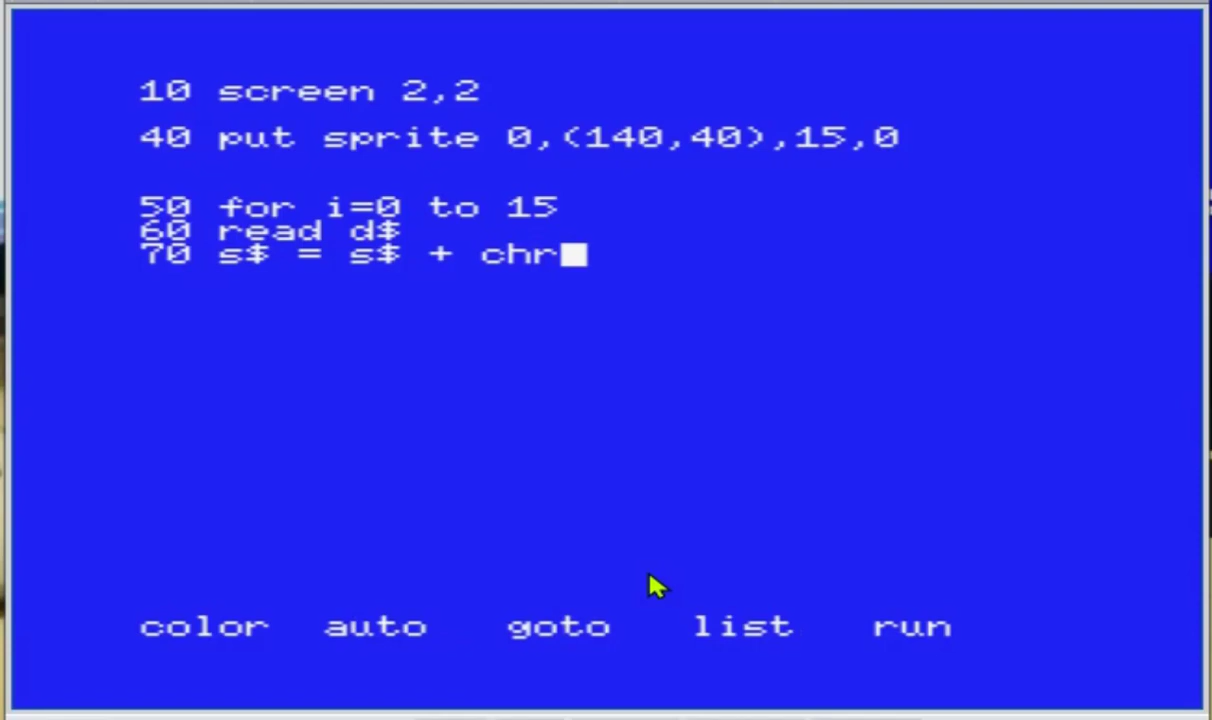 10 screen 2,2
40 put sprite 0,(140,40),15,0
50 for i=0 to 15
60 read d$
70 s$ = s$ + chr
color auto goto list run